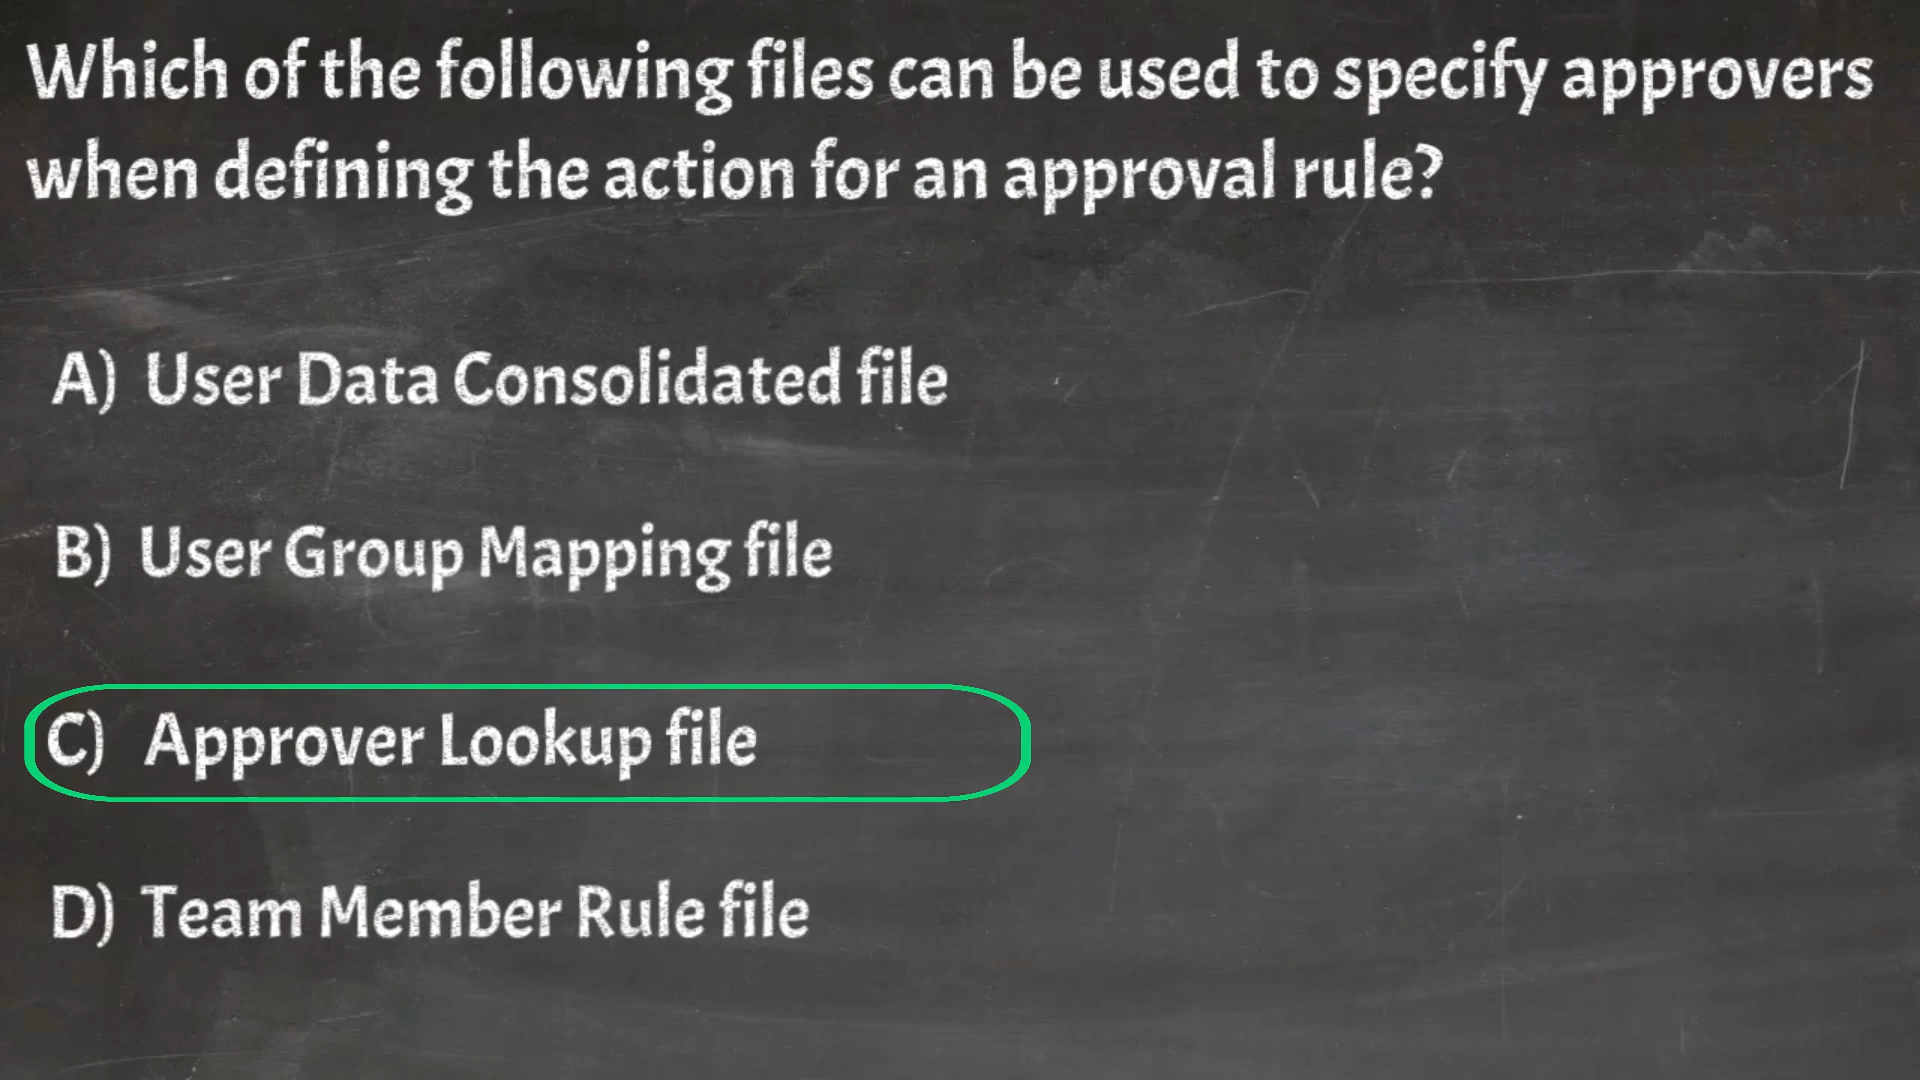 Which of the following files can be used to specify approvers
when defining the action for an approval rule?
A) User Data Consolidated file
B) User Group Mapping file
C) Approver Lookup file
D) Team Member Rule file